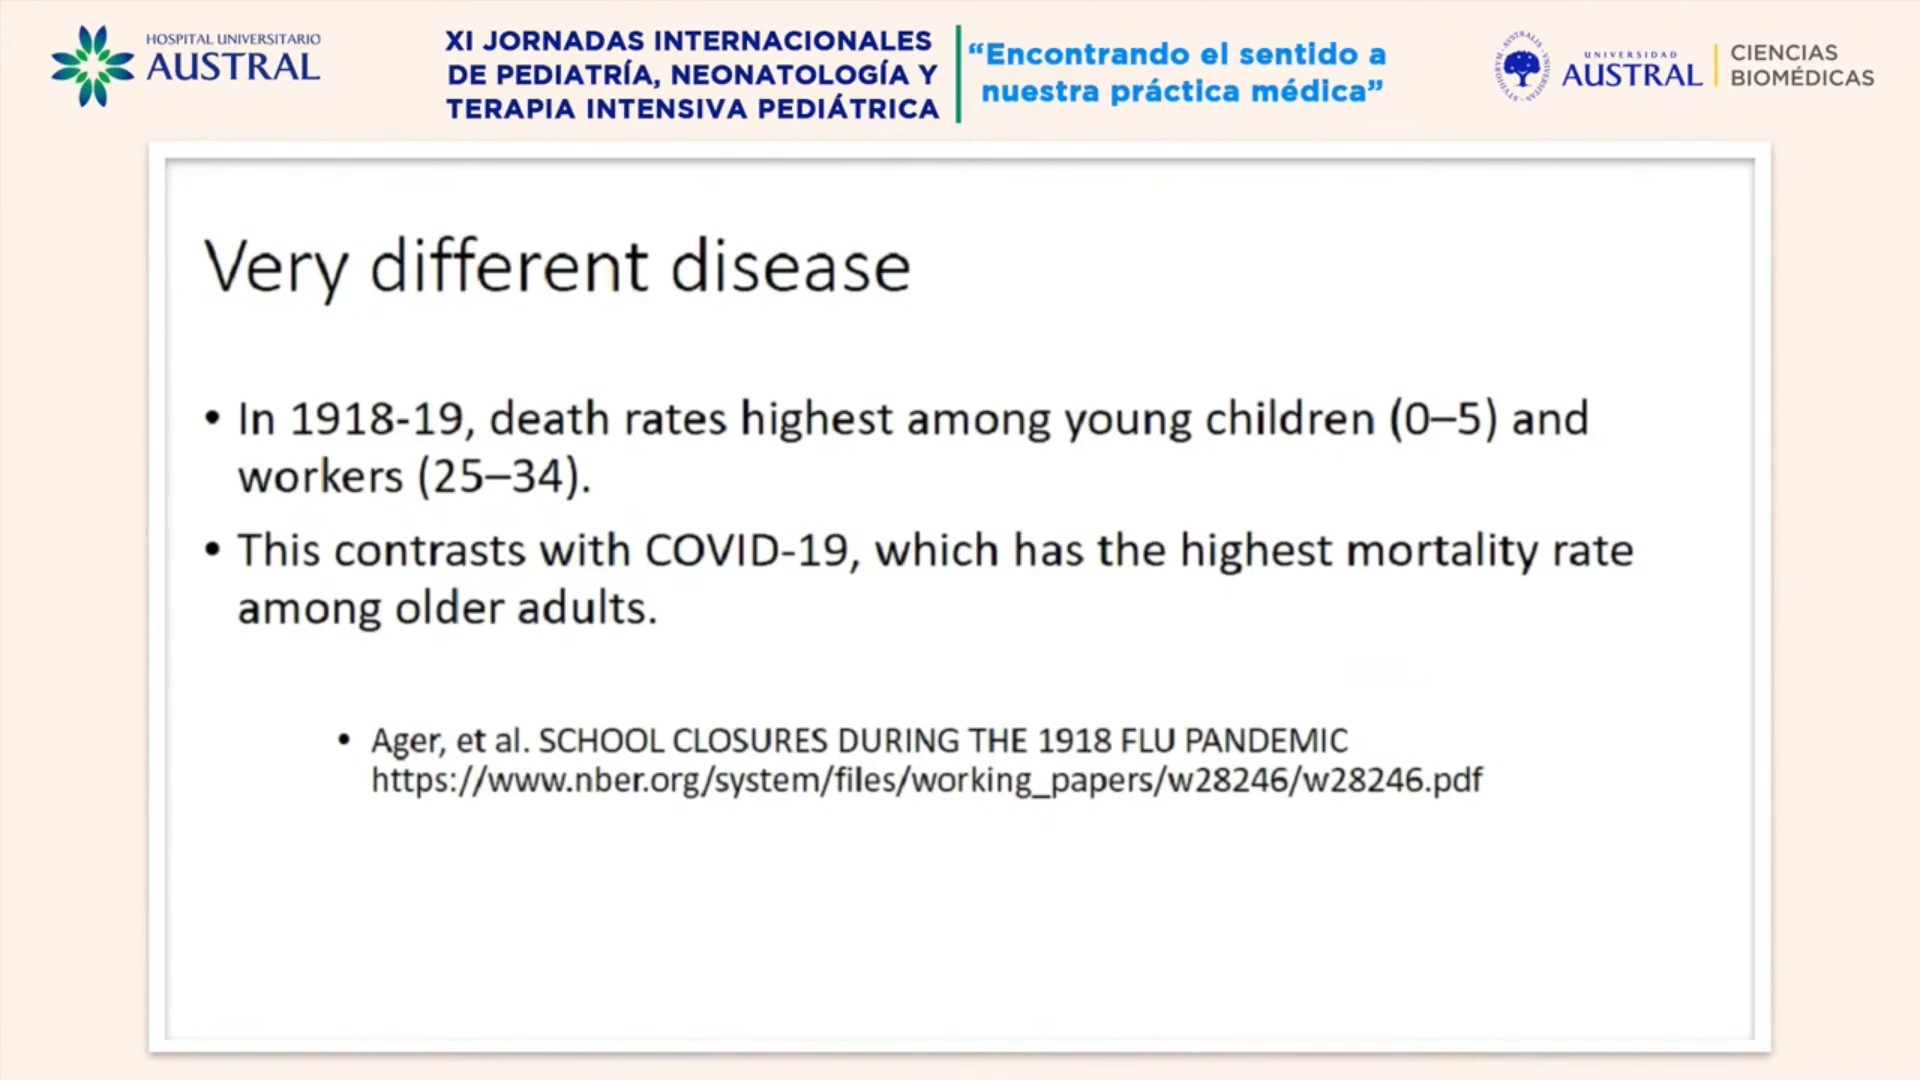 HOSPITAL UNIVERSITARIO
AUSTRAL
XI JORNADAS INTERNACIONALES
DE PEDIATRÍA, NEONATOLOGÍA Y
TERAPIA INTENSIVA PEDIÁTRICA
“Encontrando el sentido a
nuestra práctica médica”
UNIVERSIDAD
AUSTRAL
CIENCIAS
BIOMÉDICAS
Very different disease
• In 1918-19, death rates highest among young children (0–5) and
workers (25–34).
• This contrasts with COVID-19, which has the highest mortality rate
among older adults.
• Ager, et al. SCHOOL CLOSURES DURING THE 1918 FLU PANDEMIC
https://www.nber.org/system/files/working_papers/w28246/w28246.pdf